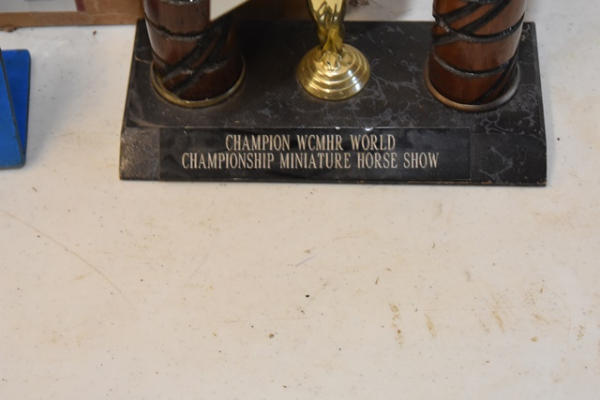 CHAMPION WCMHR WORLD
CHAMPIONSHIP MINIATURE HORSE SHOW